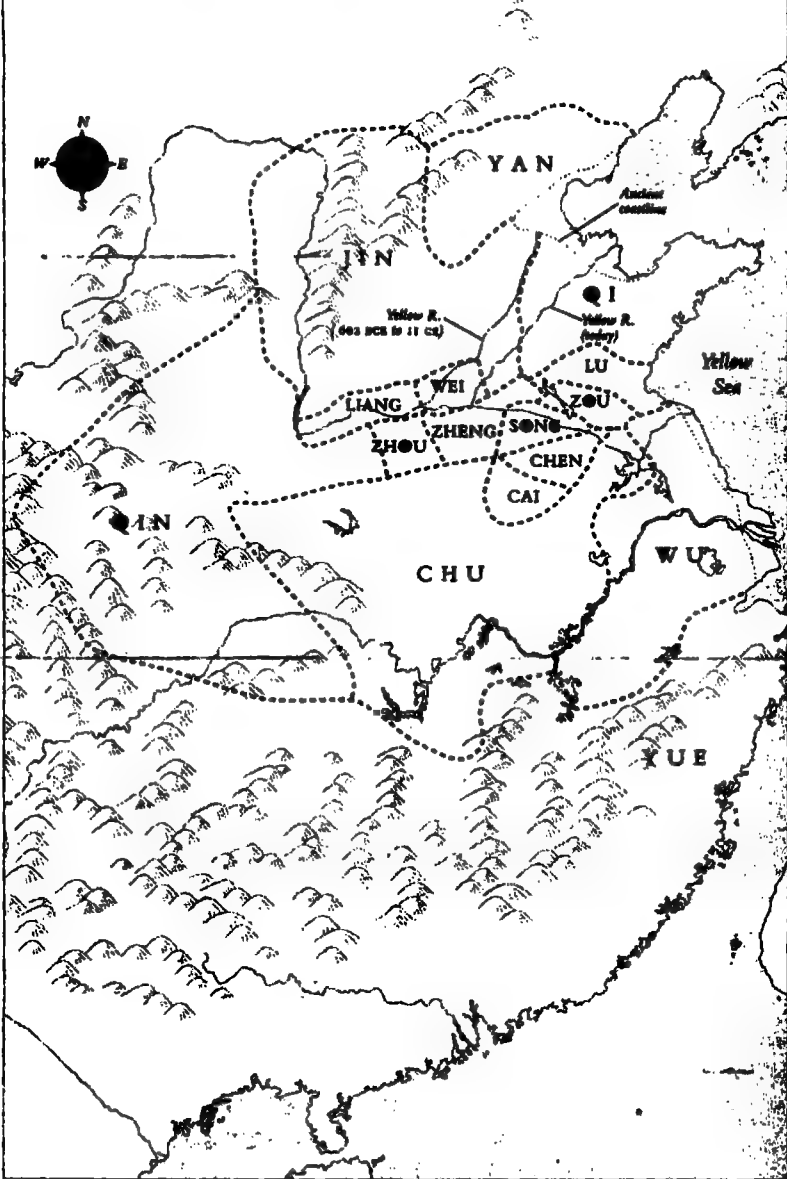 N
W E
S
YAN
Ancient
coastline
JIN
QI
Yellow R.
(602 BCE to 11 CE)
Yellow R.
(today)
LU
Yellow
Sea
WEI
LIANG
ZOU
ZHENG
SONG
ZHOU
CHEN
CAI
QIN
CHU
WU
YUE